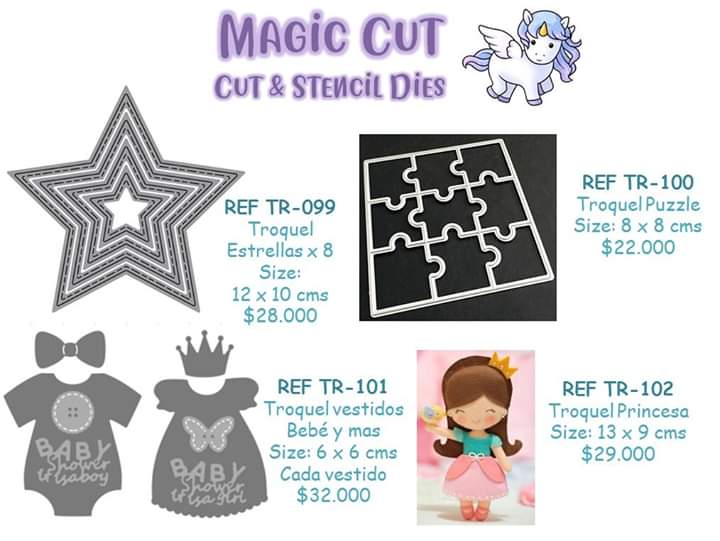 MAGIC CUT
CUT & STENCIL DIES
REF TR-099
Troquel
Estrellas x 8
Size:
12 x 10 cms
$28.000
REF TR-100
Troquel Puzzle
Size: 8 x 8 cms
$22.000
BABY
Shower
It Isaboy
BABY
Shower
It Isa girl
REF TR-101
Troquel vestidos
Bebé y mas
Size: 6 x 6 cms
Cada vestido
$32.000
REF TR-102
Troquel Princesa
Size: 13 x 9 cms
$29.000